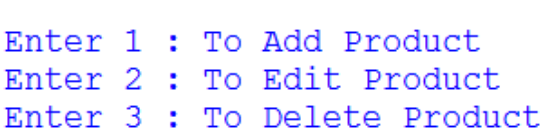 Enter 1 : To Add Product
Enter 2 : To Edit Product
Enter 3 : To Delete Product